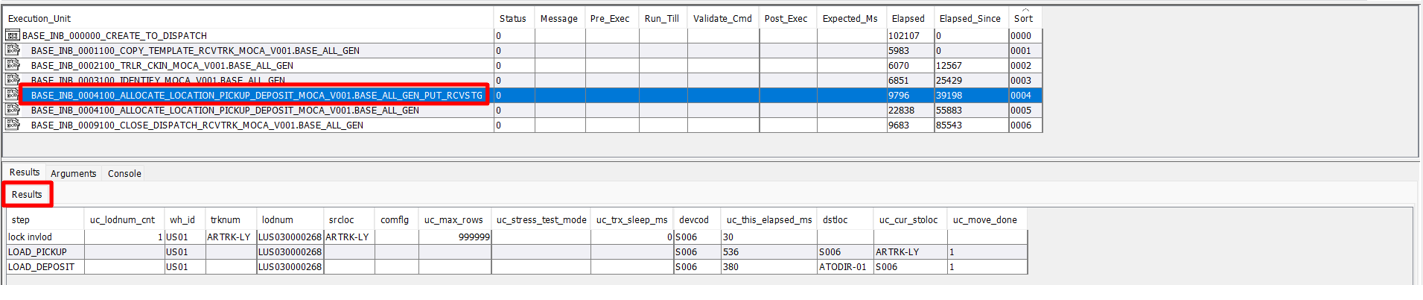 Execution_Unit Status Message Pre_Exec Run_Till Validate_Cmd Post_Exec Expected_Ms Elapsed Elapsed_Since Sort
BASE_INB_000000_CREATE_TO_DISPATCH 0 102107 0 0000
BASE_INB_0001100_COPY_TEMPLATE_RCVTRK_MOCA_V001.BASE_ALL_GEN 0 5983 0 0001
BASE_INB_0002100_TRLR_CKIN_MOCA_V001.BASE_ALL_GEN 0 6070 12567 0002
BASE_INB_0003100_IDENTIFY_MOCA_V001.BASE_ALL_GEN 0 6851 25429 0003
BASE_INB_0004100_ALLOCATE_LOCATION_PICKUP_DEPOSIT_MOCA_V001.BASE_ALL_GEN_PUT_RCVSTG 0 9796 39198 0004
BASE_INB_0004100_ALLOCATE_LOCATION_PICKUP_DEPOSIT_MOCA_V001.BASE_ALL_GEN 0 22838 55883 0005
BASE_INB_0009100_CLOSE_DISPATCH_RCVTRK_MOCA_V001.BASE_ALL_GEN 0 9683 85543 0006
Results Arguments Console
Results
step uc_lodnum_cnt wh_id trknum lodnum srcloc comflg uc_max_rows uc_stress_test_mode uc_trx_sleep_ms devcod uc_this_elapsed_ms dstloc uc_cur_stoloc uc_move_done
lock invlod 1 US01 ARTRK-LY LUS030000268 ARTRK-LY 999999 0 S006 30
LOAD_PICKUP US01 LUS030000268 S006 536 S006 ARTRK-LY 1
LOAD_DEPOSIT US01 LUS030000268 S006 380 ATODIR-01 S006 1